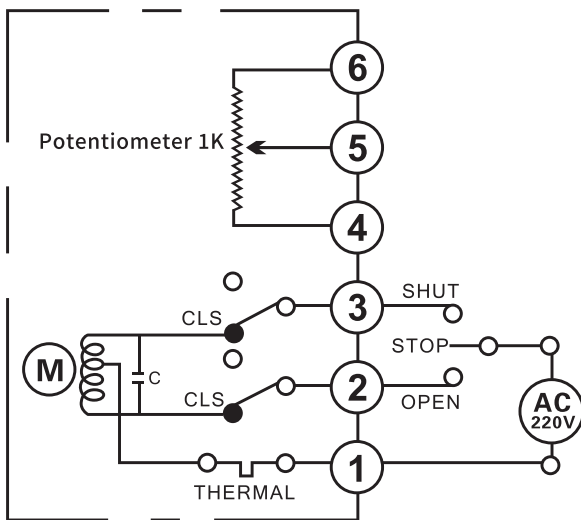 6
Potentiometer 1K
5
4
3
SHUT
CLS
STOP
M
C
2
CLS
OPEN
AC
220V
1
THERMAL